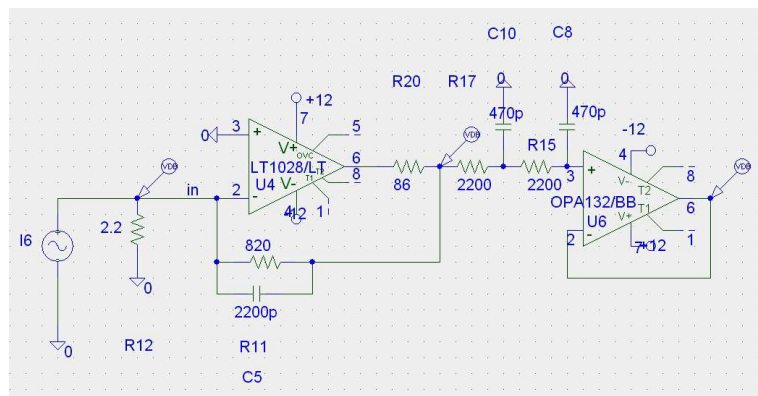 C10
C8
0
0
R20
R17
470p
470p
+12
7
5
0
3
+
V+
OVC
R15
-12
4
VDB
LT1028/LT
T2
6
U4
V-
T1
8
86
2200
2200
3
+
V-
T2
8
VDB
VDB
in
2
-
1
-12
4
OPA132/BB
U6
T1
6
V+
2
-
7
+12
1
I6
2.2
820
0
2200p
0
R12
R11
C5